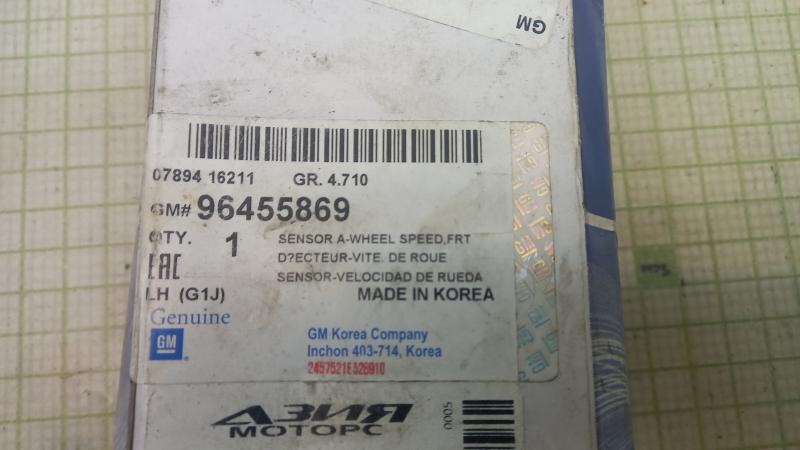 GM
07894 16211 GR. 4.710
GM# 96455869
QTY. 1 SENSOR A-WHEEL SPEED,FRT
D?ECTEUR-VITE. DE ROUE
EAC SENSOR-VELOCIDAD DE RUEDA
LH (G1J) MADE IN KOREA
Genuine
GM
GM Korea Company
Inchon 403-714, Korea
2457521E328910
АЗИЯ
МОТОРС
0005